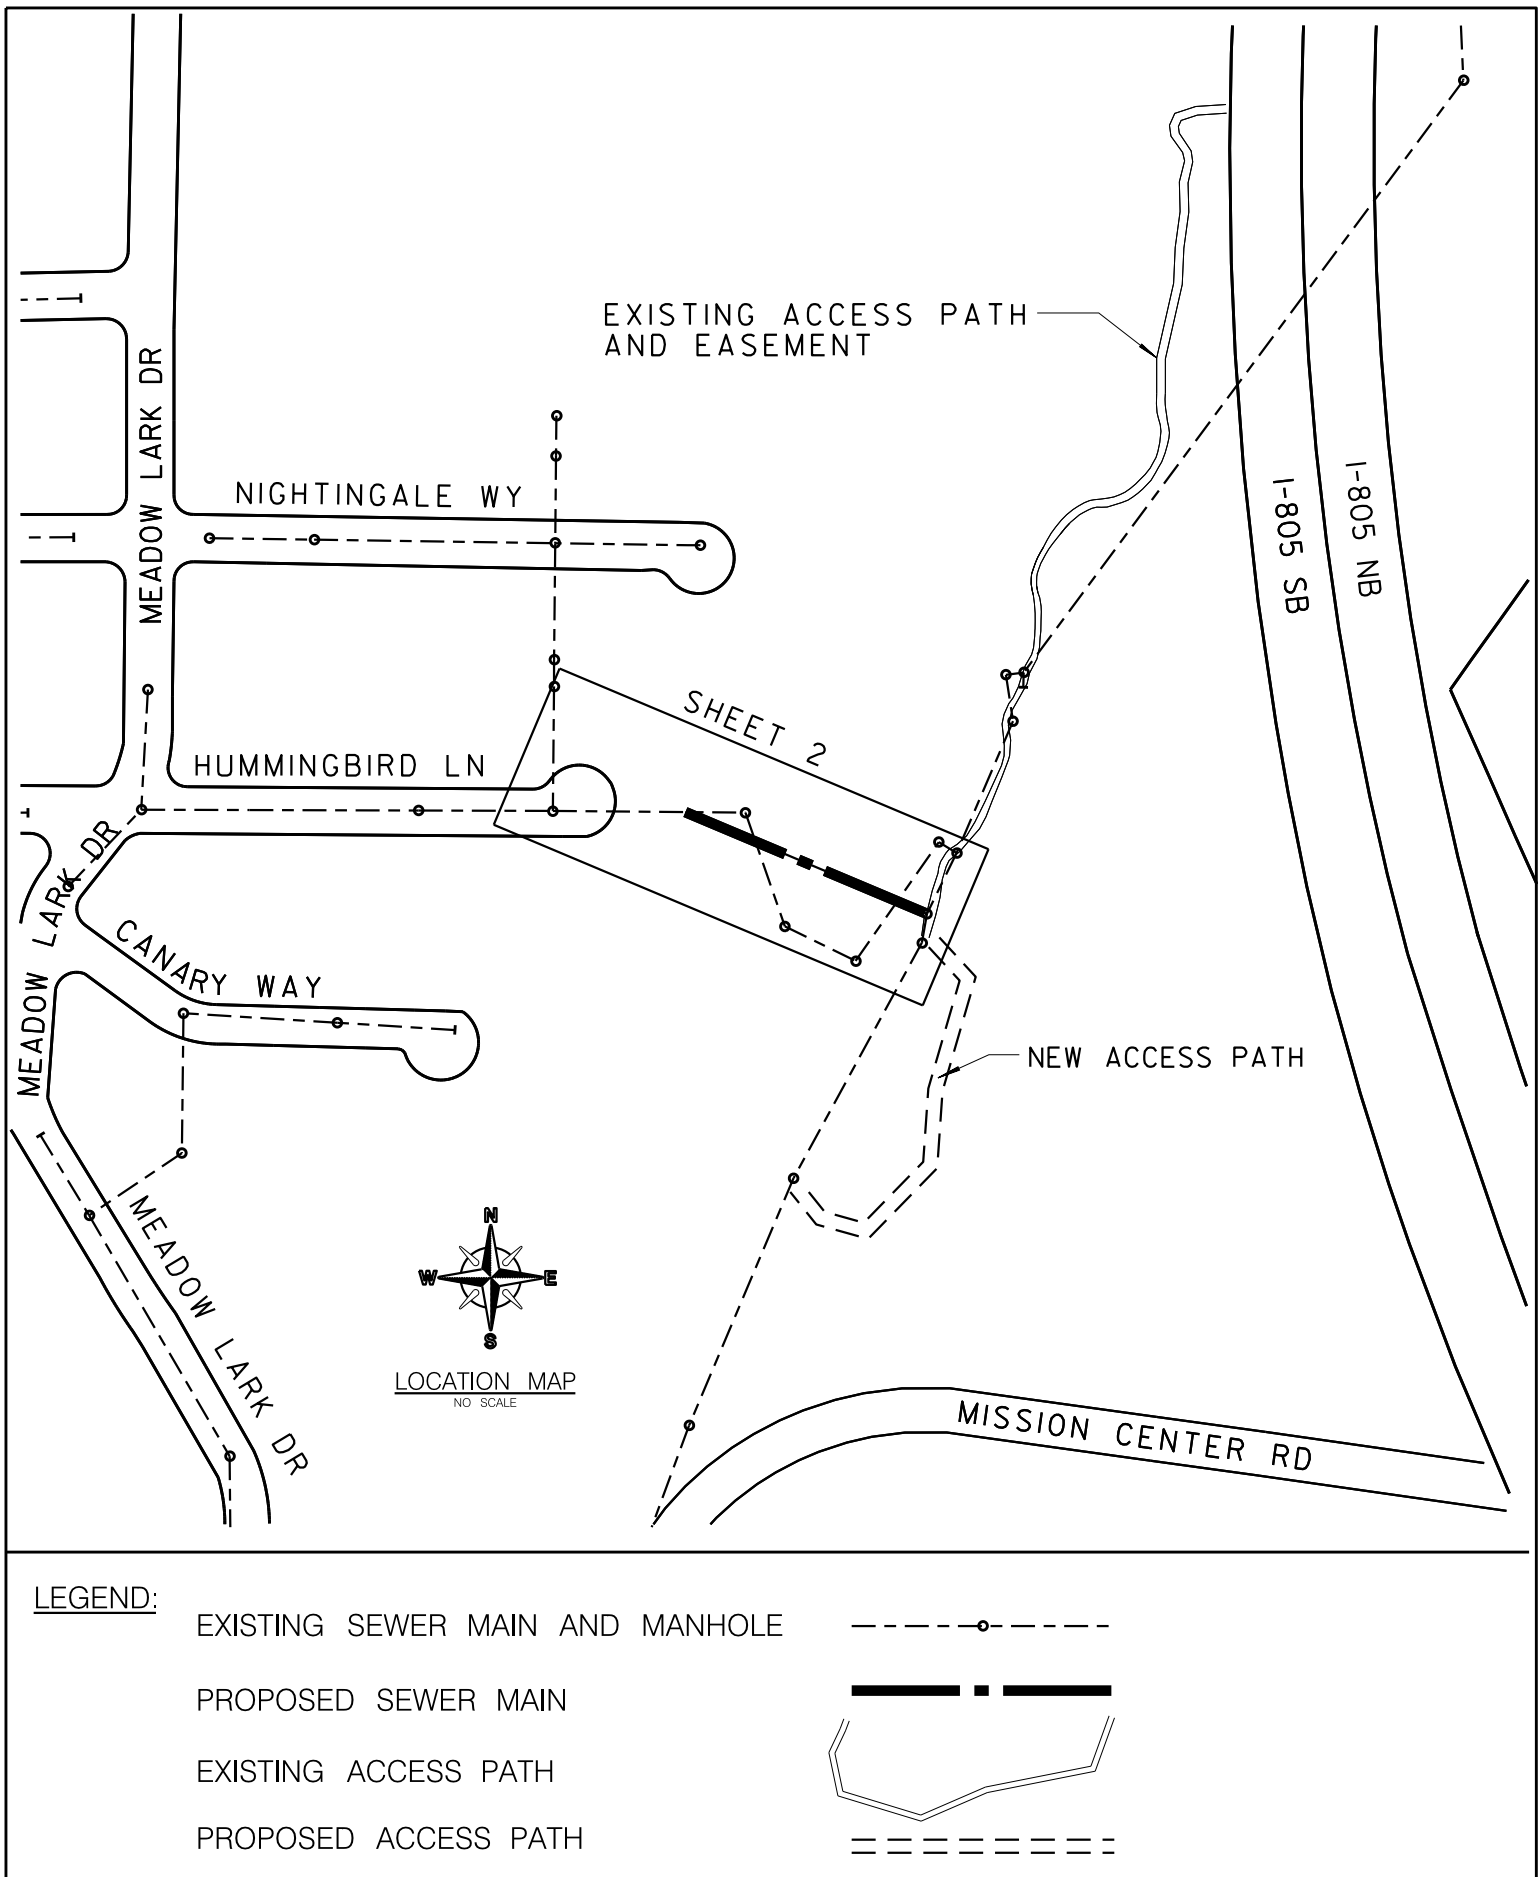 EXISTING ACCESS PATH
AND EASEMENT
MEADOW LARK DR
NIGHTINGALE WY
I-805 SB
I-805 NB
SHEET 2
HUMMINGBIRD LN
MEADOW LARK DR
CANARY WAY
NEW ACCESS PATH
MEADOW LARK DR
N
W
E
S
LOCATION MAP
NO SCALE
MISSION CENTER RD
LEGEND:
EXISTING SEWER MAIN AND MANHOLE
PROPOSED SEWER MAIN
EXISTING ACCESS PATH
PROPOSED ACCESS PATH